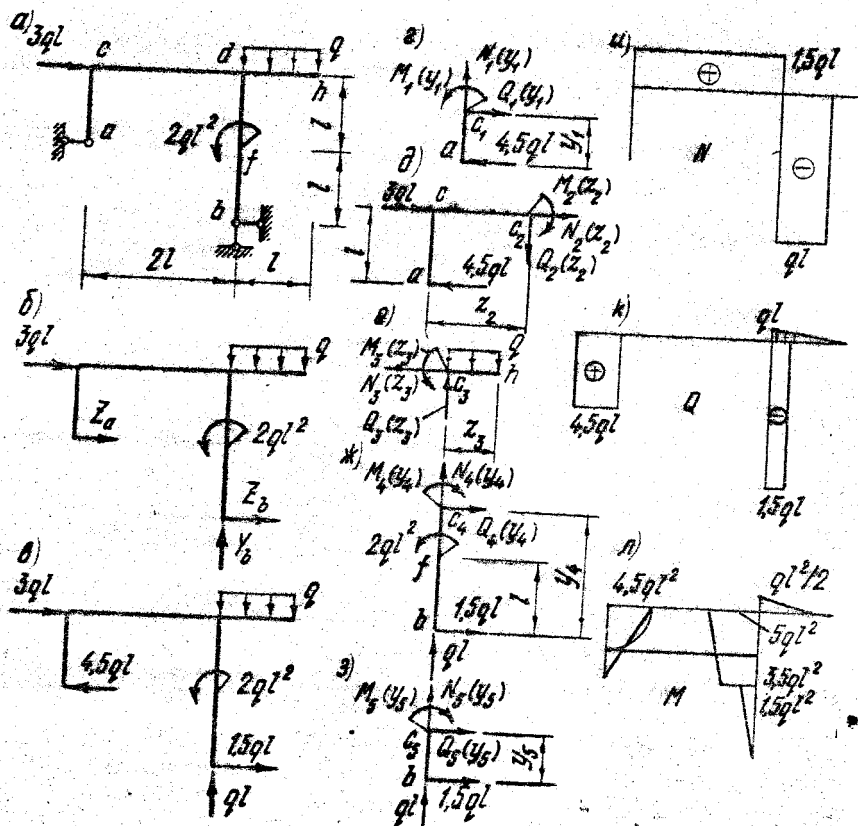 а)
3ql
c
d
q
h
a
2ql²
f
l
l
b
2l
l
б)
3ql
q
Z_a
2ql²
Z_b
Y_b
в)
3ql
q
4,5ql
2ql²
1,5ql
ql
г)
N₁(y₁)
M₁(y₁)
Q₁(y₁)
C₁
y₁
a
4,5ql
д)
3ql
c
M₂(Z₂)
C₂
N₂(Z₂)
Q₂(Z₂)
l
a
4,5ql
Z₂
е)
M₃(Z₃)
q
N₃(Z₃)
C₃
h
Q₃(Z₃)
Z₃
ж)
M₄(y₄)
N₄(y₄)
C₄
Q₄(y₄)
2ql²
f
l
y₄
b
1,5ql
ql
з)
M₅(y₅)
N₅(y₅)
C₅
Q₅(y₅)
y₅
b
ql
1,5ql
и)
1,5ql
+
N
−
ql
к)
ql
+
Q
−
4,5ql
1,5ql
л)
4,5ql²
ql²/2
5ql²
3,5ql²
M
1,5ql²